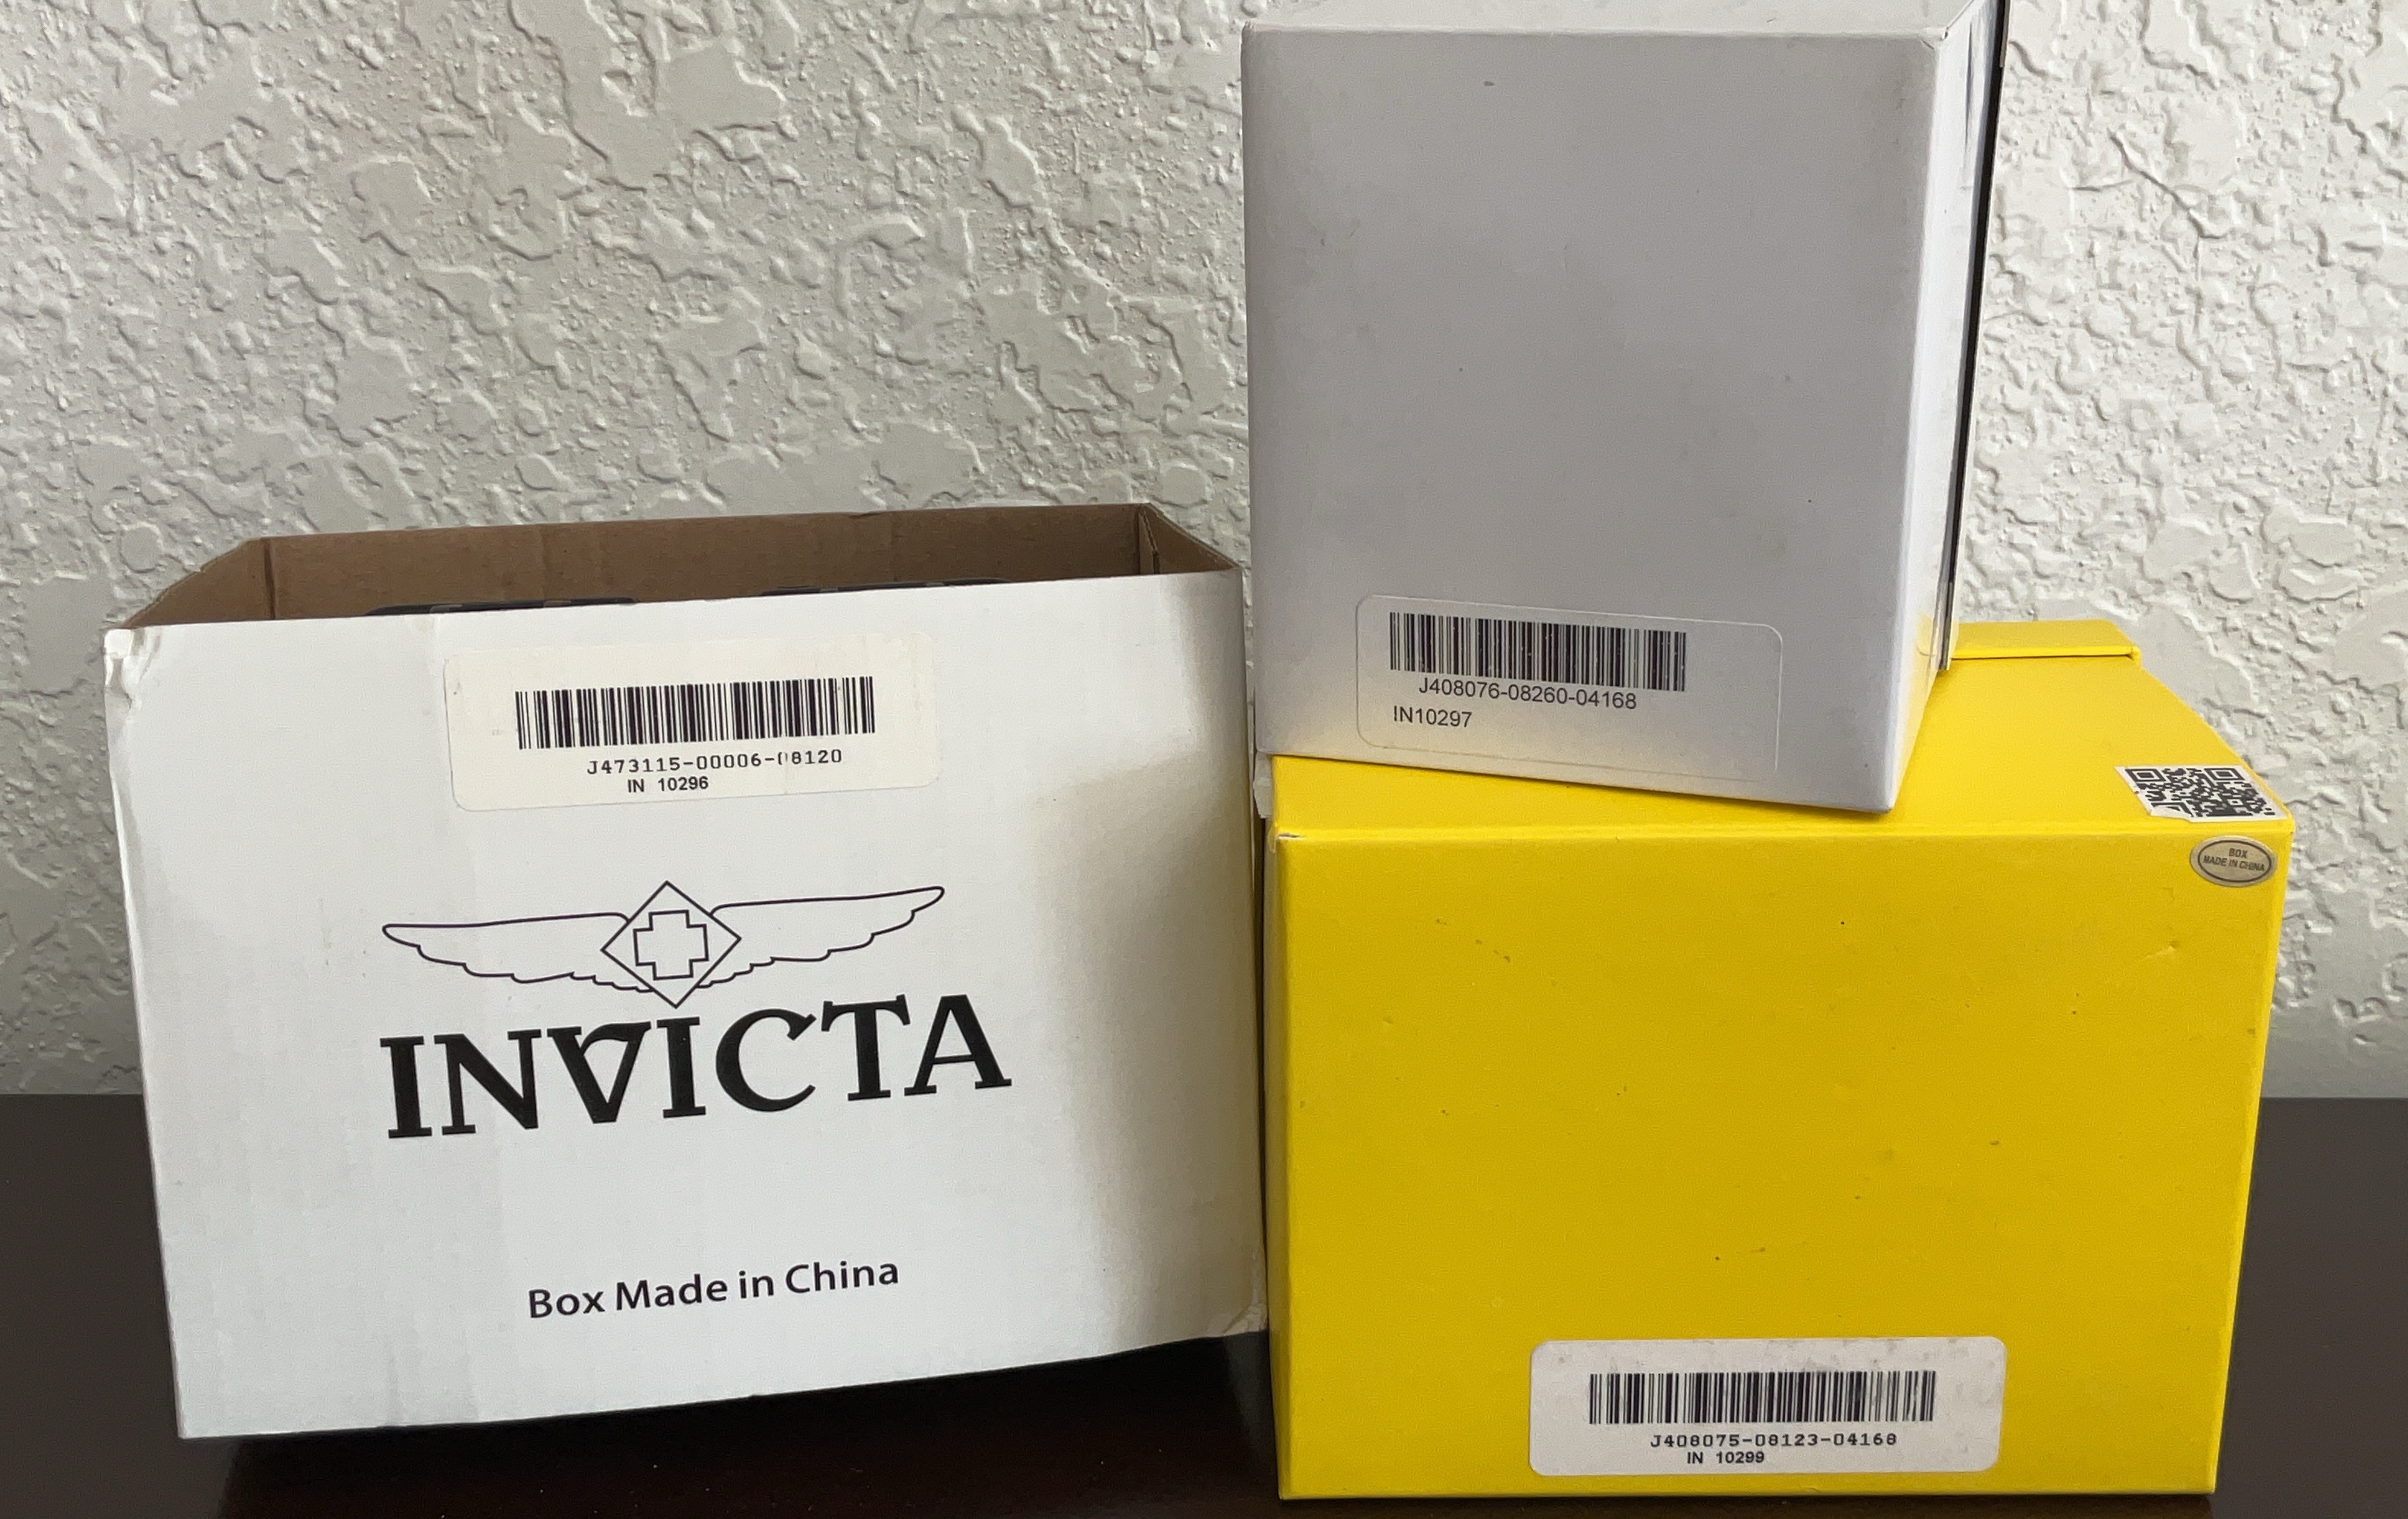 J473115-00006-08120
IN 10296
INVICTA
Box Made in China
J408076-08260-04168
IN10297
BOX
MADE IN CHINA
J408075-08123-04168
IN 10299